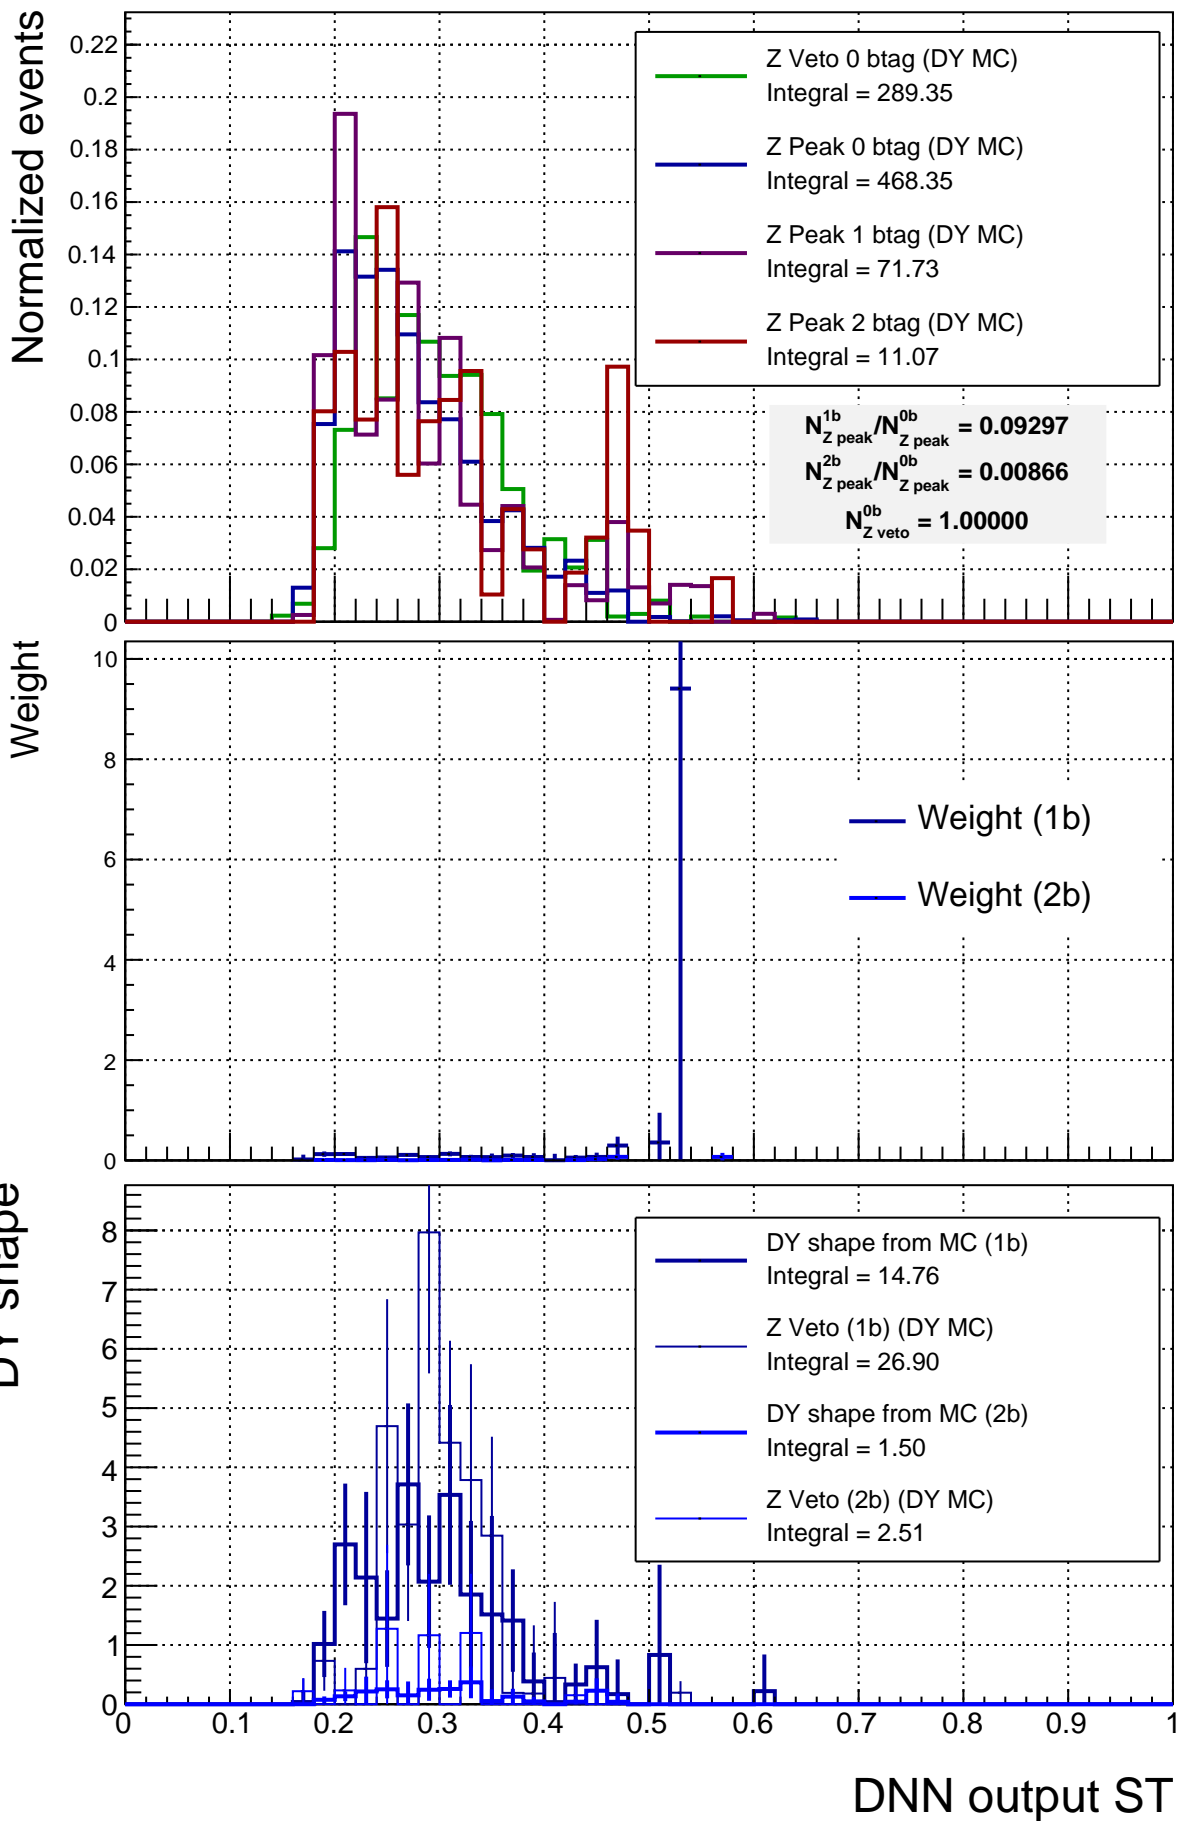 Normalized events
0.22
0.2
0.18
0.16
0.14
0.12
0.1
0.08
0.06
0.04
0.02
0
Z Veto 0 btag (DY MC)
Integral = 289.35
Z Peak 0 btag (DY MC)
Integral = 468.35
Z Peak 1 btag (DY MC)
Integral = 71.73
Z Peak 2 btag (DY MC)
Integral = 11.07
N^{1b}_{Z peak}/N^{0b}_{Z peak} = 0.09297
N^{2b}_{Z peak}/N^{0b}_{Z peak} = 0.00866
N^{0b}_{Z veto} = 1.00000
Weight
10
8
6
4
2
0
Weight (1b)
Weight (2b)
DY shape
8
7
6
5
4
3
2
1
0
DY shape from MC (1b)
Integral = 14.76
Z Veto (1b) (DY MC)
Integral = 26.90
DY shape from MC (2b)
Integral = 1.50
Z Veto (2b) (DY MC)
Integral = 2.51
0 0.1 0.2 0.3 0.4 0.5 0.6 0.7 0.8 0.9 1
DNN output ST